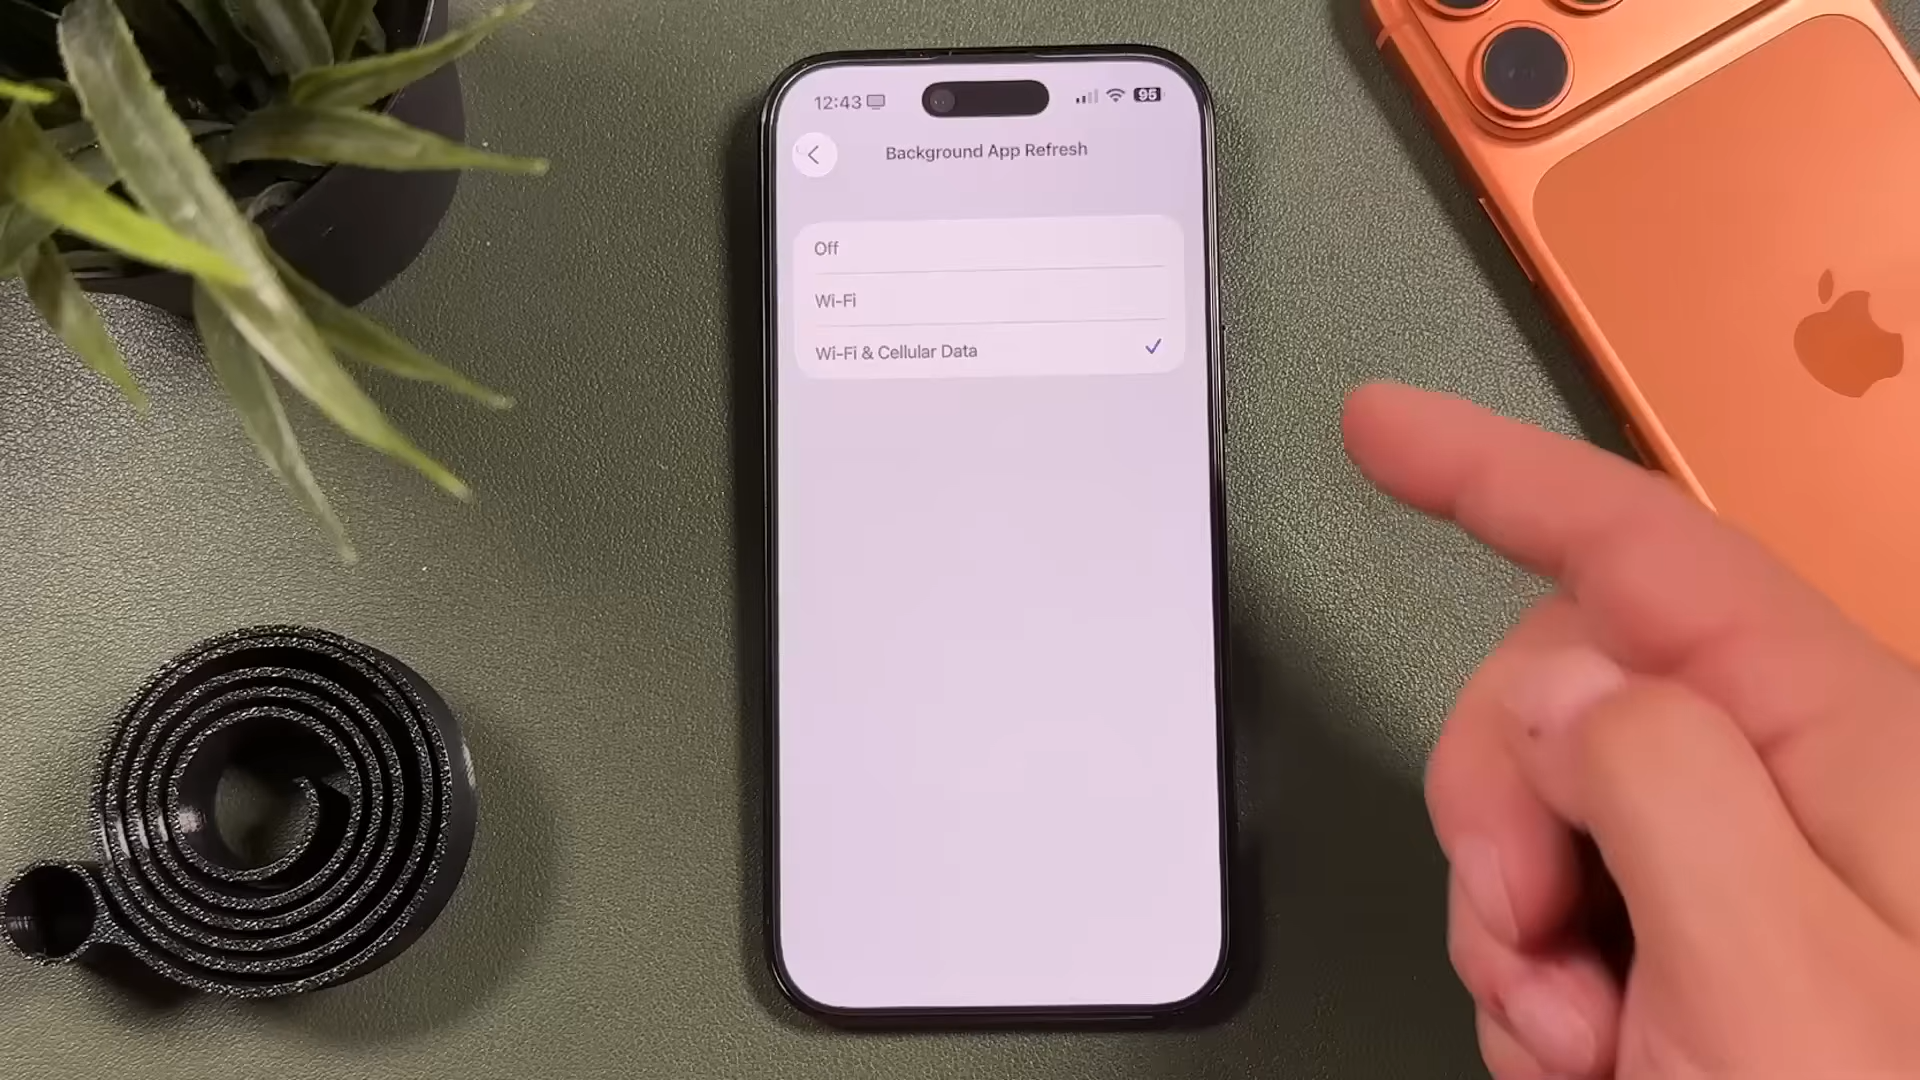 12:43
95
Background App Refresh
Off
Wi-Fi
Wi-Fi & Cellular Data